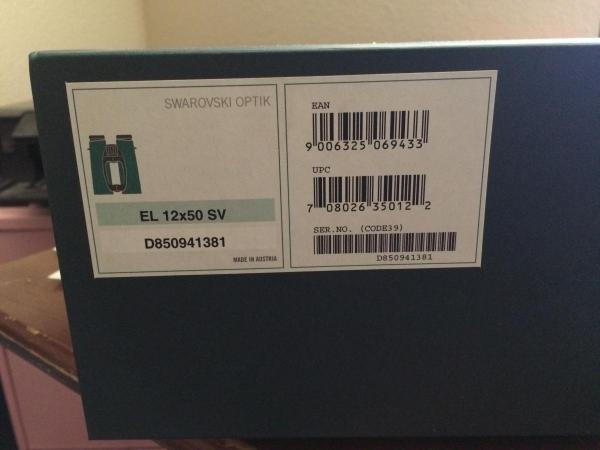 SWAROVSKI OPTIK
EL 12x50 SV
D850941381
MADE IN AUSTRIA
EAN
9 006325 069433
UPC
7 08026 35012 2
SER.NO. (CODE39)
D850941381